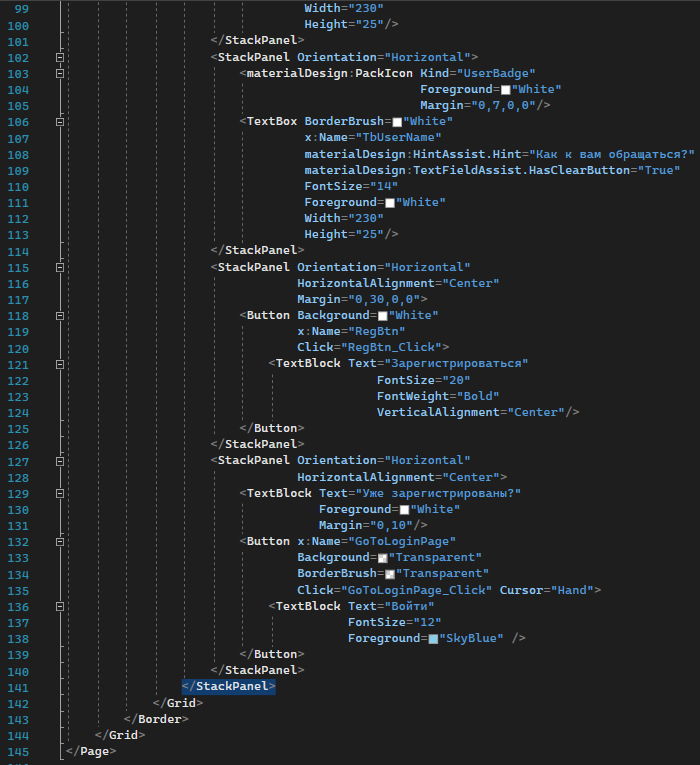 99 Width="230"
100 Height="25"/>
101 </StackPanel>
102 <StackPanel Orientation="Horizontal">
103 <materialDesign:PackIcon Kind="UserBadge"
104 Foreground="White"
105 Margin="0,7,0,0"/>
106 <TextBox BorderBrush="White"
107 x:Name="TbUserName"
108 materialDesign:HintAssist.Hint="Как к вам обращаться?"
109 materialDesign:TextFieldAssist.HasClearButton="True"
110 FontSize="14"
111 Foreground="White"
112 Width="230"
113 Height="25"/>
114 </StackPanel>
115 <StackPanel Orientation="Horizontal"
116 HorizontalAlignment="Center"
117 Margin="0,30,0,0">
118 <Button Background="White"
119 x:Name="RegBtn"
120 Click="RegBtn_Click">
121 <TextBlock Text="Зарегистрироваться"
122 FontSize="20"
123 FontWeight="Bold"
124 VerticalAlignment="Center"/>
125 </Button>
126 </StackPanel>
127 <StackPanel Orientation="Horizontal"
128 HorizontalAlignment="Center">
129 <TextBlock Text="Уже зарегистрированы?"
130 Foreground="White"
131 Margin="0,10"/>
132 <Button x:Name="GoToLoginPage"
133 Background="Transparent"
134 BorderBrush="Transparent"
135 Click="GoToLoginPage_Click" Cursor="Hand">
136 <TextBlock Text="Войти"
137 FontSize="12"
138 Foreground="SkyBlue" />
139 </Button>
140 </StackPanel>
141 </StackPanel>
142 </Grid>
143 </Border>
144 </Grid>
145 </Page>